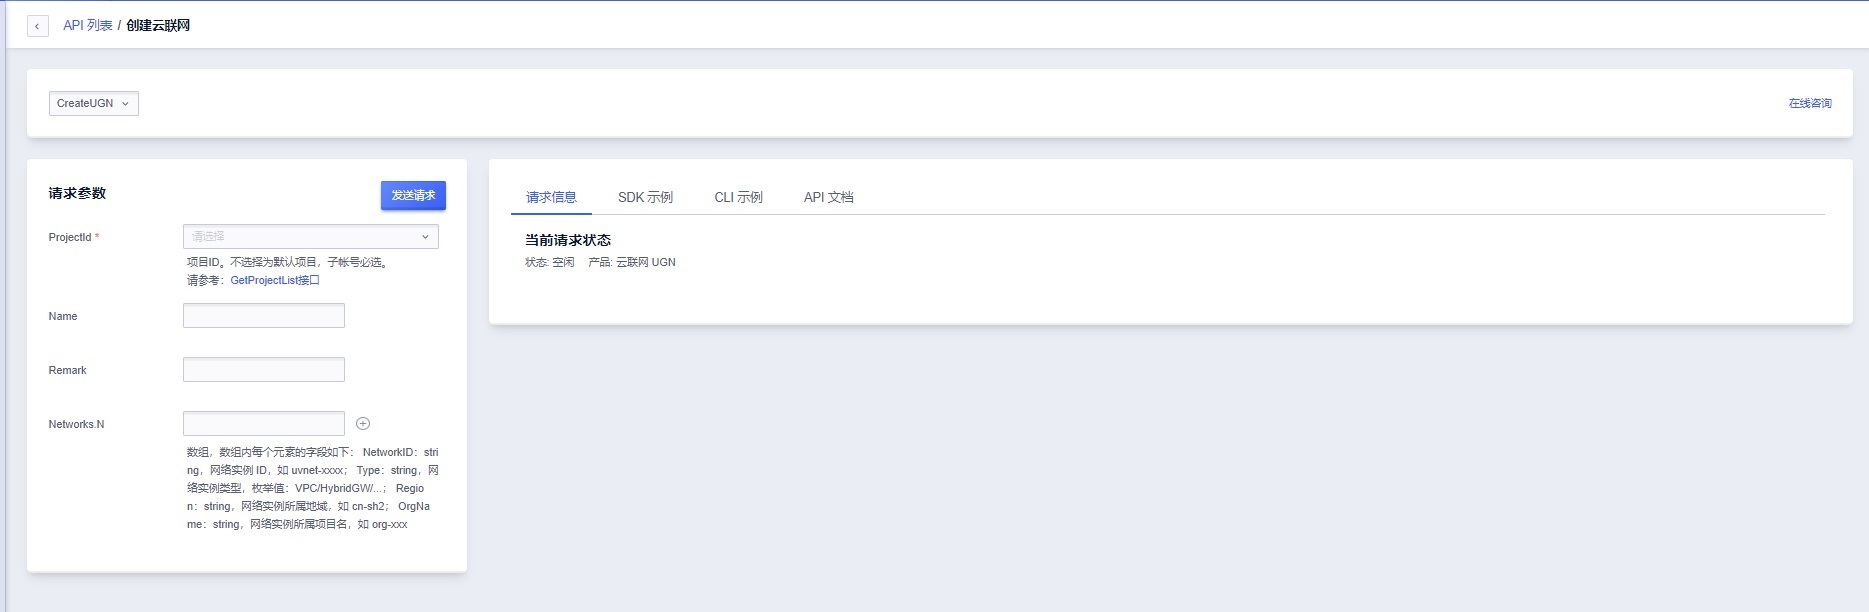 API 列表 / 创建云联网
CreateUGN
在线咨询
请求参数
发送请求
ProjectId *
请选择
项目ID。不选择为默认项目，子帐号必选。
请参考：GetProjectList接口
Name
Remark
Networks.N
数组，数组内每个元素的字段如下： NetworkID：stri
ng，网络实例 ID，如 uvnet-xxxx； Type：string，网
络实例类型，枚举值：VPC/HybridGW/...； Regio
n：string，网络实例所属地域，如 cn-sh2； OrgNa
me：string，网络实例所属项目名，如 org-xxx
请求信息
SDK 示例
CLI 示例
API 文档
当前请求状态
状态: 空闲 产品: 云联网 UGN